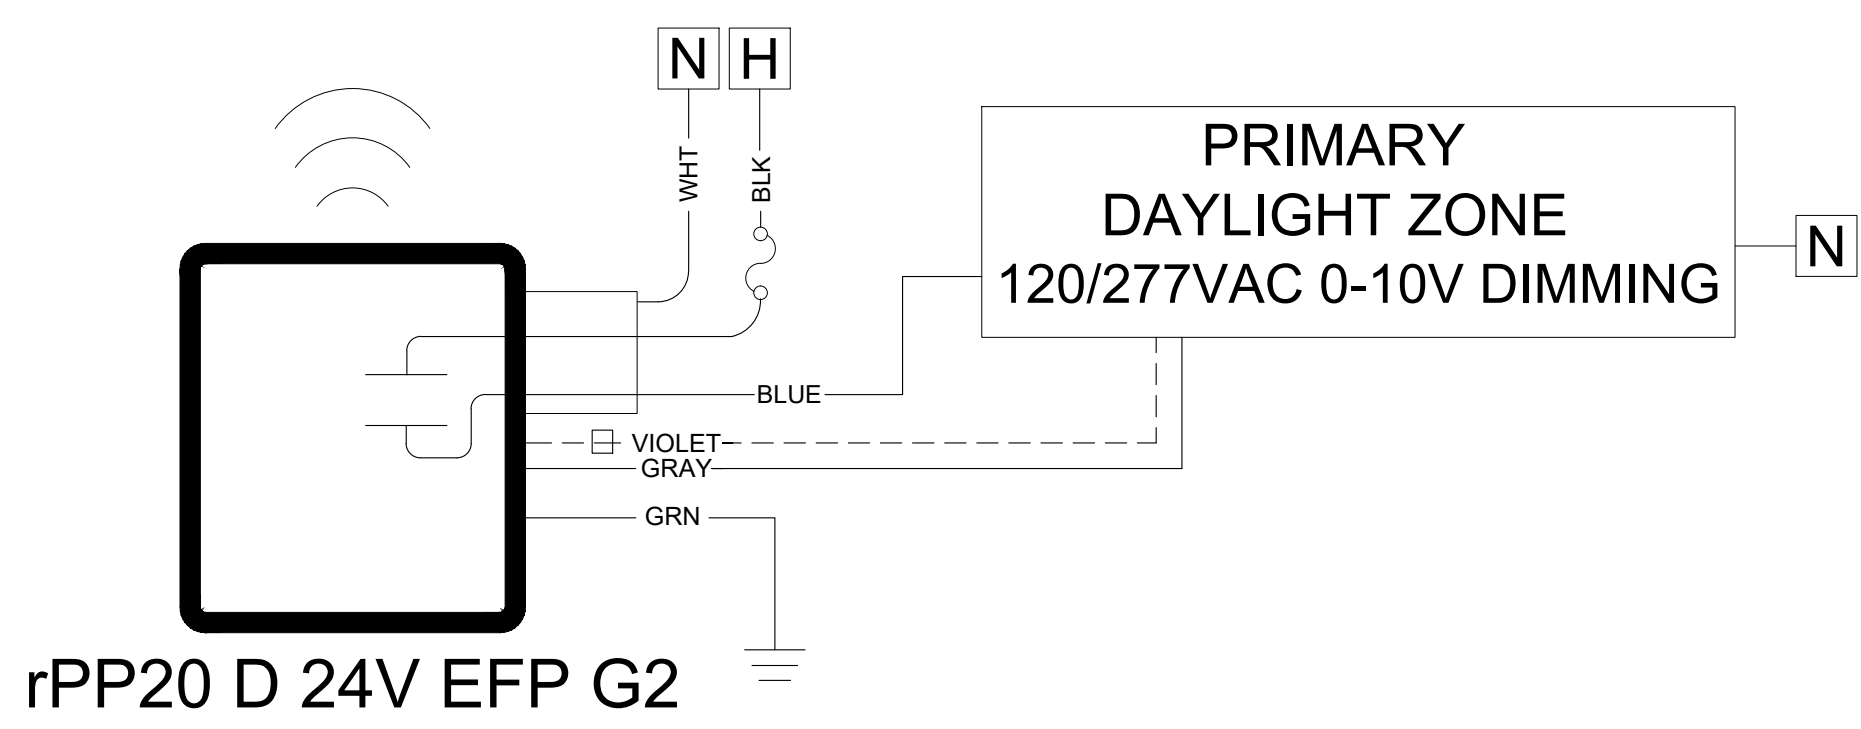 N H
WHT
BLK
PRIMARY
DAYLIGHT ZONE
120/277VAC 0-10V DIMMING
N
BLUE
VIOLET
GRAY
GRN
rPP20 D 24V EFP G2